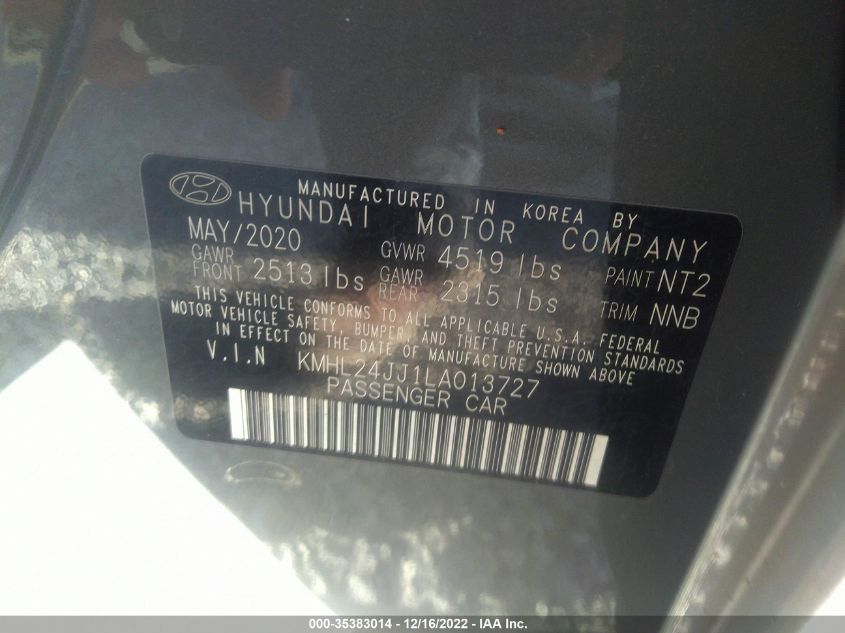 MANUFACTURED IN KOREA BY
HYUNDAI MOTOR COMPANY
MAY/2020 GVWR 4519 lbs PAINT NT2
GAWR FRONT 2513 lbs GAWR REAR 2315 lbs TRIM NNB
THIS VEHICLE CONFORMS TO ALL APPLICABLE U.S.A. FEDERAL
MOTOR VEHICLE SAFETY, BUMPER, AND THEFT PREVENTION STANDARDS
IN EFFECT ON THE DATE OF MANUFACTURE SHOWN ABOVE
V.I.N KMHL24JJ1LA013727
PASSENGER CAR
000-35383014 - 12/16/2022 - IAA Inc.